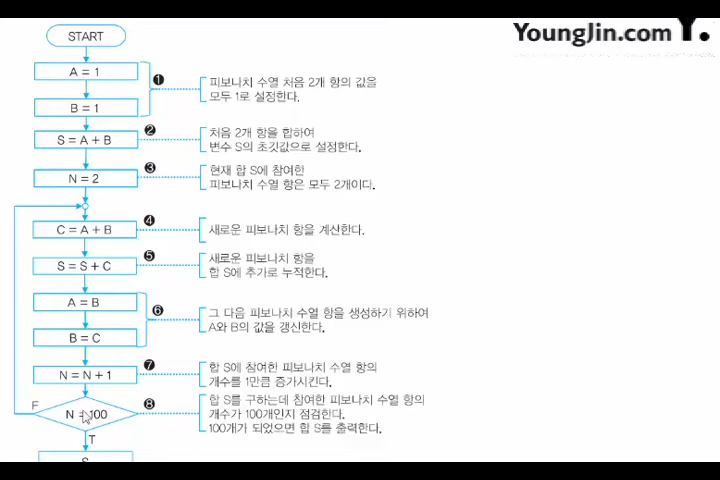 YoungJin.com Y.
START
A = 1
B = 1
❶
피보나치 수열 처음 2개 항의 값을
모두 1로 설정한다.
S = A + B
❷
처음 2개 항을 합하여
변수 S의 초깃값으로 설정한다.
N = 2
❸
현재 합 S에 참여한
피보나치 수열 항은 모두 2개이다.
C = A + B
❹
새로운 피보나치 항을 계산한다.
S = S + C
❺
새로운 피보나치 항을
합 S에 추가로 누적한다.
A = B
B = C
❻
그 다음 피보나치 수열 항을 생성하기 위하여
A와 B의 값을 갱신한다.
N = N + 1
❼
합 S에 참여한 피보나치 수열 항의
개수를 1만큼 증가시킨다.
F
N = 100
T
❽
합 S를 구하는데 참여한 피보나치 수열 항의
개수가 100개인지 점검한다.
100개가 되었으면 합 S를 출력한다.